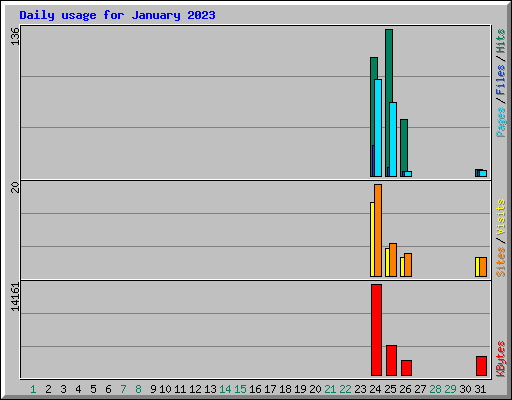 Daily usage for January 2023
136
Pages/Files/Hits
20
Sites/Visits
14161
KBytes
1 2 3 4 5 6 7 8 9 10 11 12 13 14 15 16 17 18 19 20 21 22 23 24 25 26 27 28 29 30 31